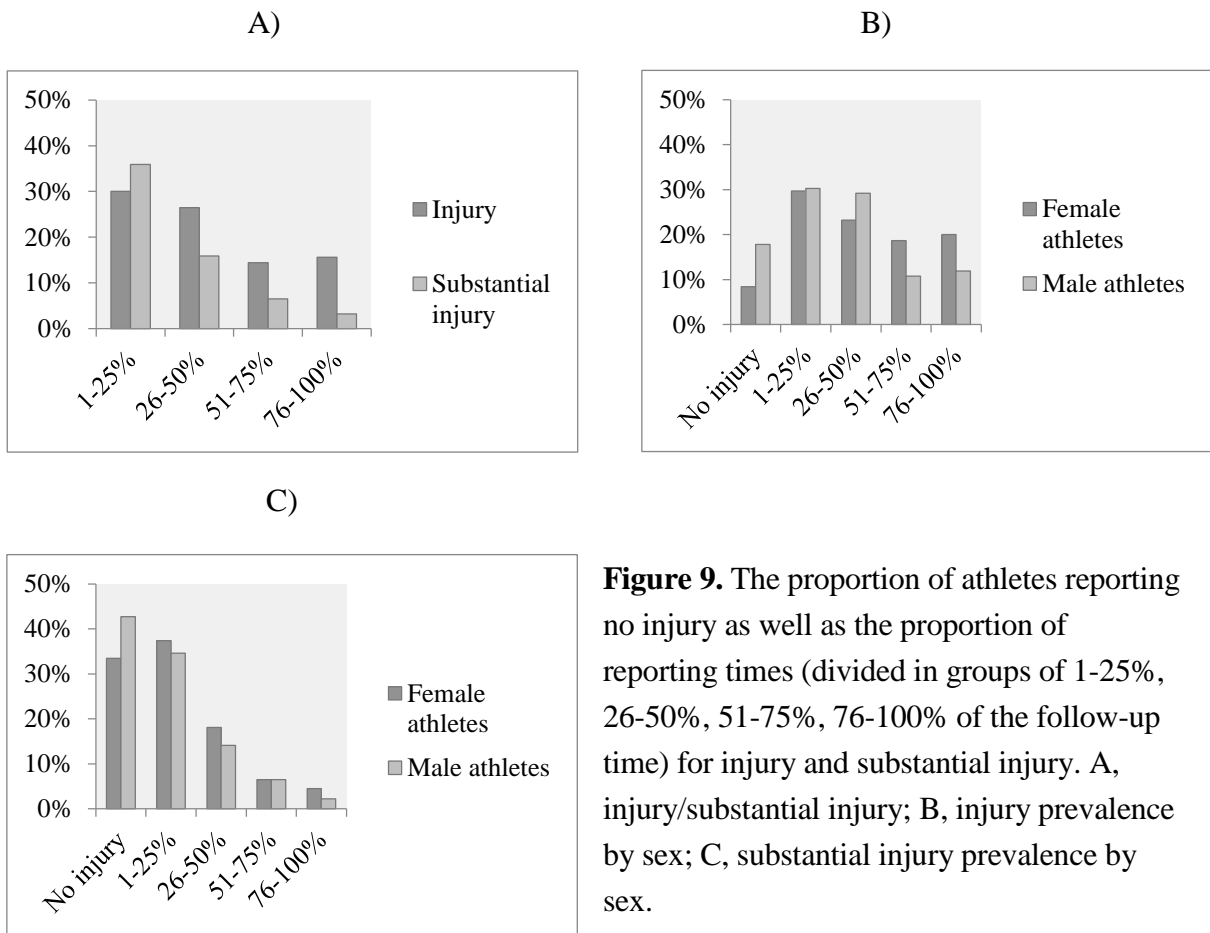 A)
50%
40%
30%
20%
10%
0%
1-25%
26-50%
51-75%
76-100%
Injury
Substantial
injury
B)
50%
40%
30%
20%
10%
0%
No injury
1-25%
26-50%
51-75%
76-100%
Female
athletes
Male athletes
C)
50%
40%
30%
20%
10%
0%
No injury
1-25%
26-50%
51-75%
76-100%
Female
athletes
Male athletes
Figure 9. The proportion of athletes reporting
no injury as well as the proportion of
reporting times (divided in groups of 1-25%,
26-50%, 51-75%, 76-100% of the follow-up
time) for injury and substantial injury. A,
injury/substantial injury; B, injury prevalence
by sex; C, substantial injury prevalence by
sex.